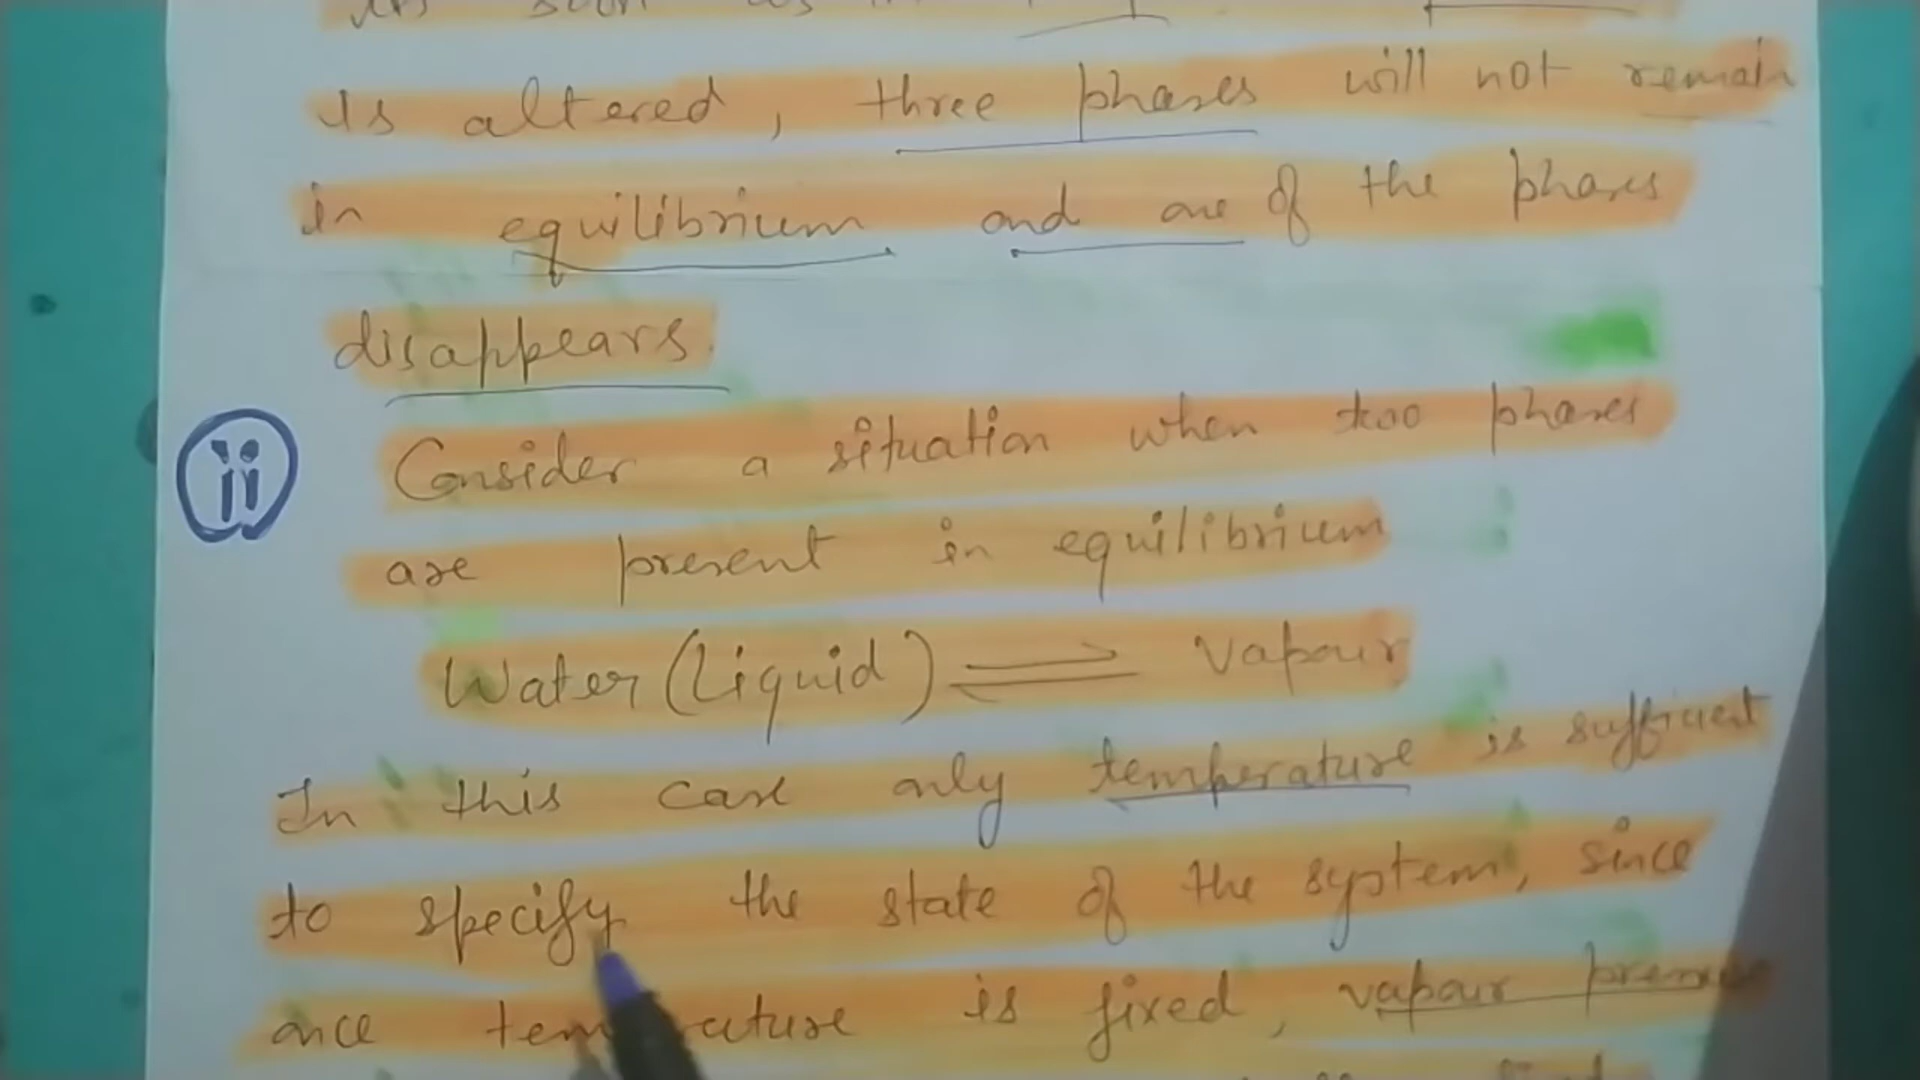 is altered, three phases will not remain
in equilibrium and one of the phases
disappears.
ii Consider a situation when two phases
are present in equilibrium
Water (Liquid) ⇌ Vapour
In this case only temperature is sufficient
to specify the state of the system, since
once temperature is fixed, vapour